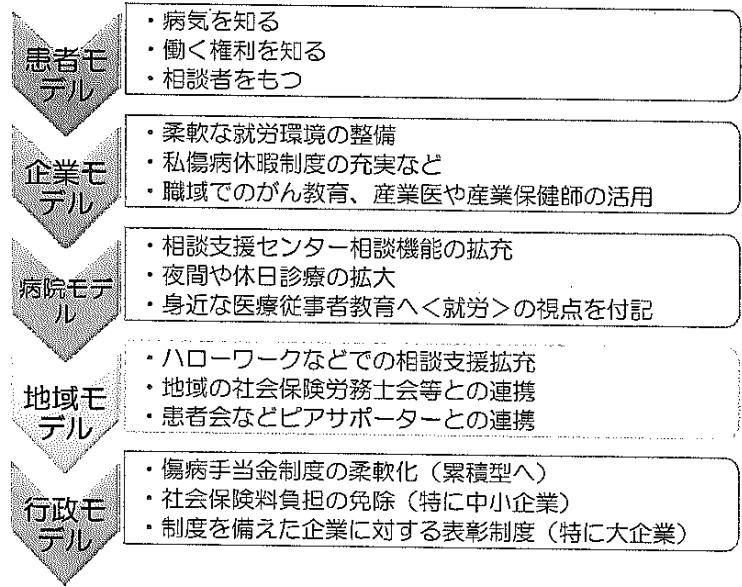 患者モ
デル
・病気を知る
・働く権利を知る
・相談者をもつ
企業モ
デル
・柔軟な就労環境の整備
・私傷病休暇制度の充実など
・職域でのがん教育、産業医や産業保健師の活用
病院モデ
ル
・相談支援センター相談機能の拡充
・夜間や休日診療の拡大
・身近な医療従事者教育へ＜就労＞の視点を付記
地域モ
デル
・ハローワークなどでの相談支援拡充
・地域の社会保険労務士会等との連携
・患者会などピアサポーターとの連携
行政モ
デル
・傷病手当金制度の柔軟化（累積型へ）
・社会保険料負担の免除（特に中小企業）
・制度を備えた企業に対する表彰制度（特に大企業）